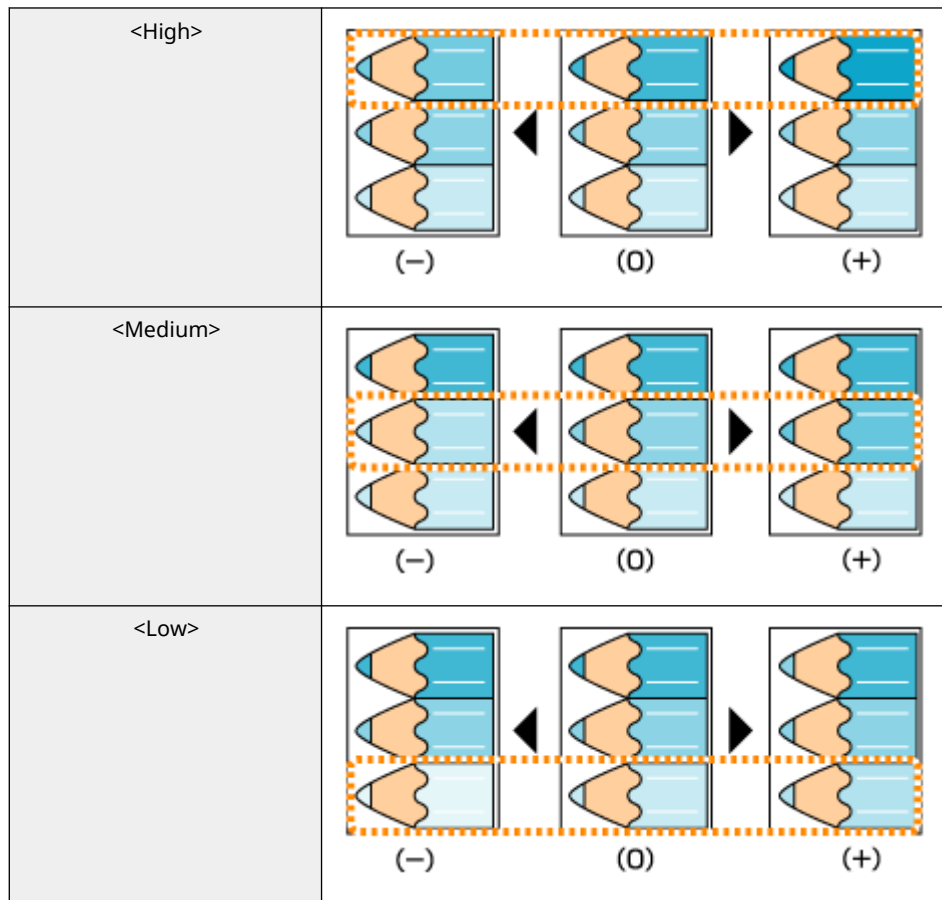 <High>
(−) (0) (+)
<Medium>
(−) (0) (+)
<Low>
(−) (0) (+)